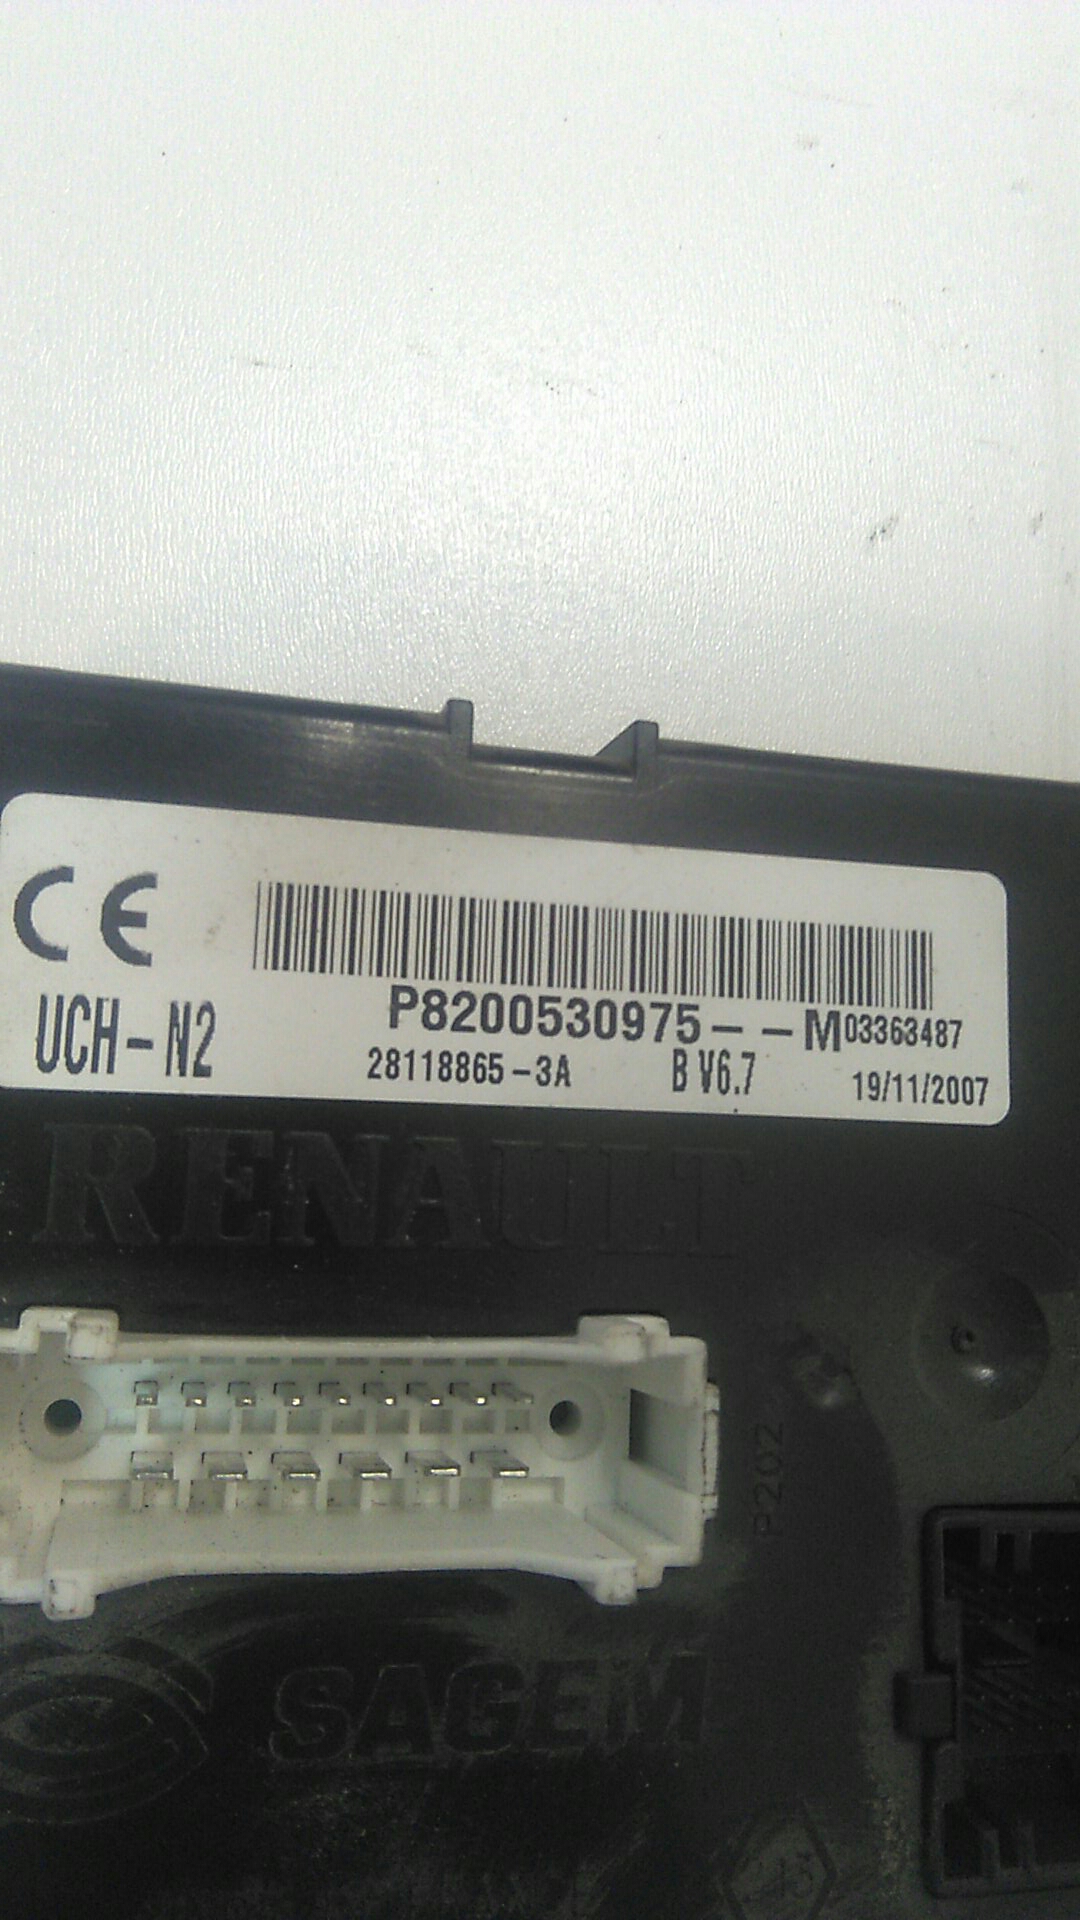 CE
P8200530975--M03363487
UCH-N2
28118865-3A B V6.7 19/11/2007
RENAULT
P202
SAGEM